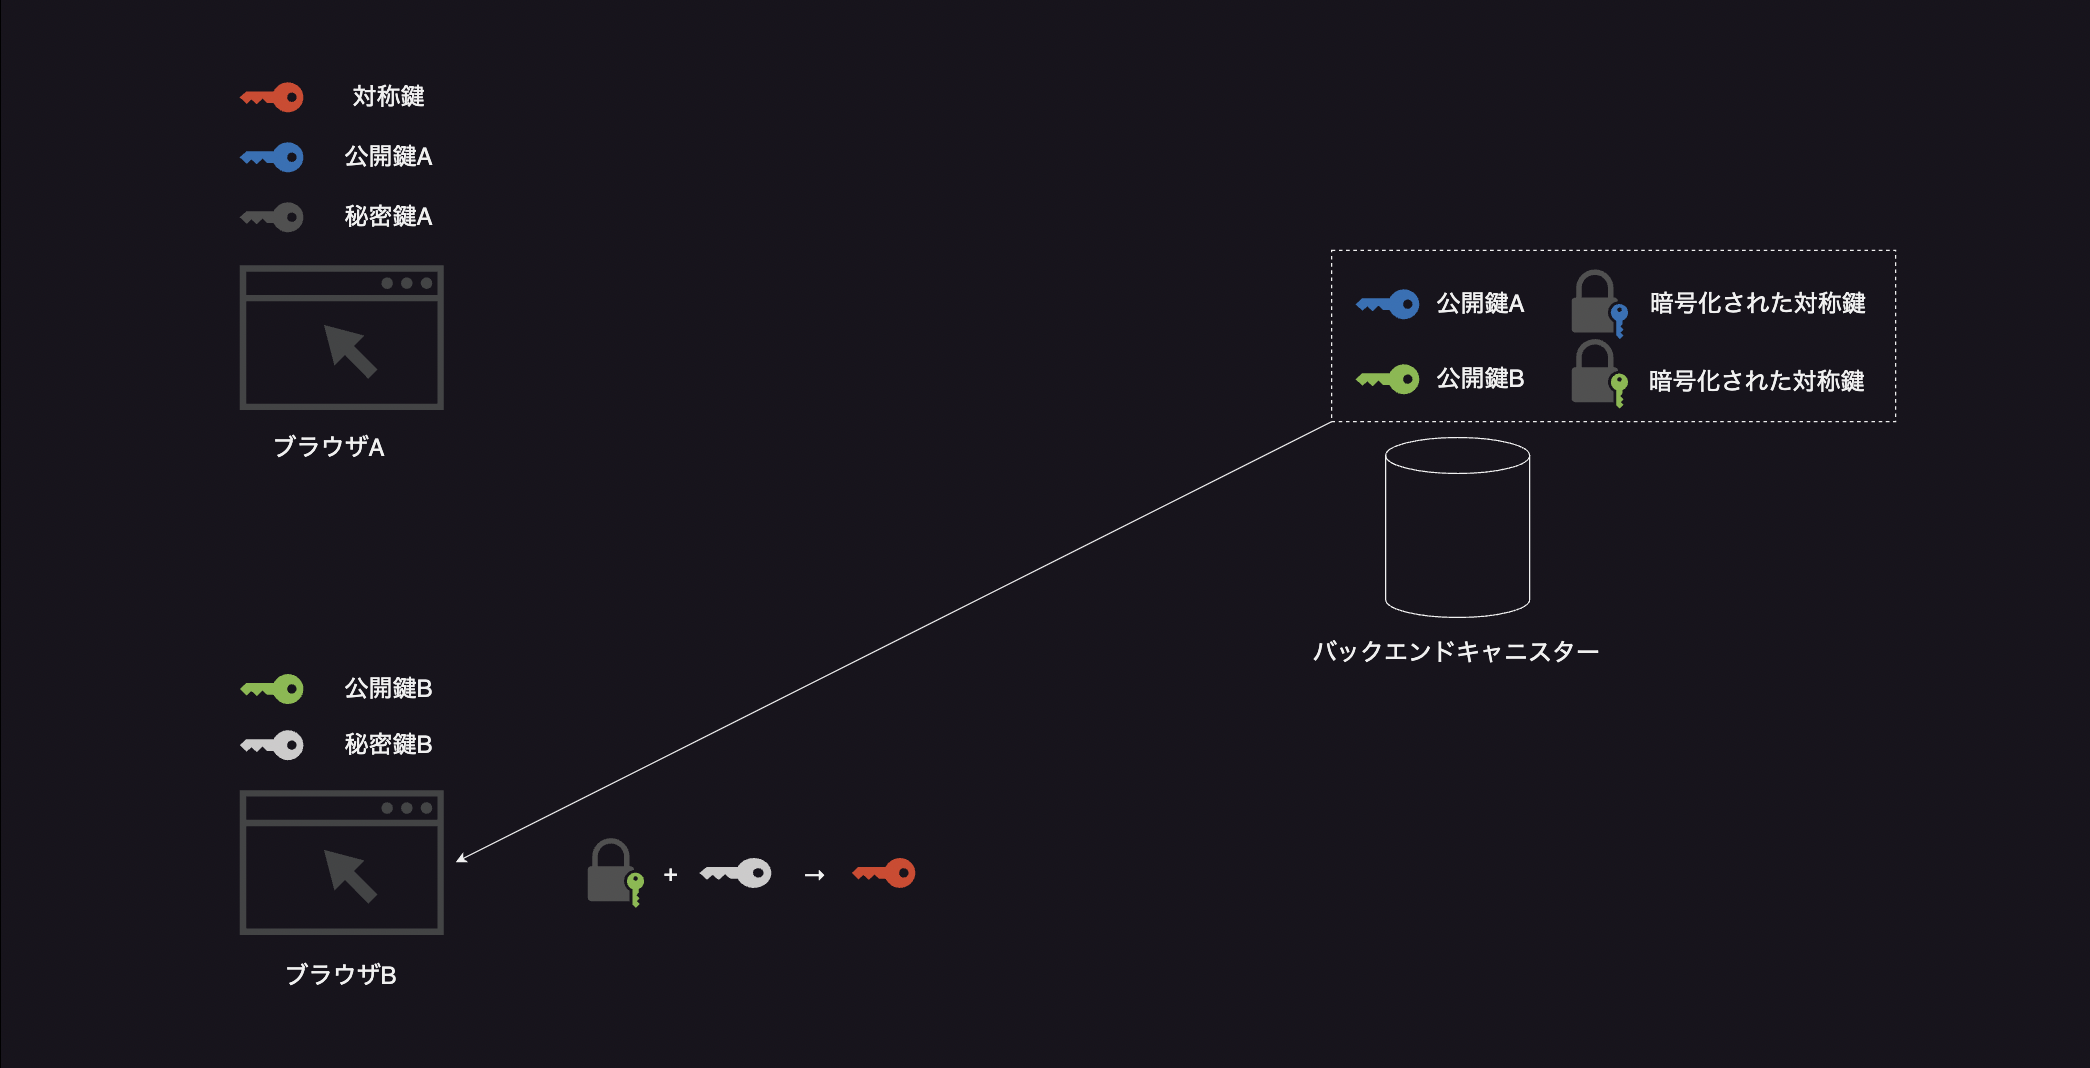 対称鍵
公開鍵A
秘密鍵A
ブラウザA
公開鍵A 暗号化された対称鍵
公開鍵B 暗号化された対称鍵
バックエンドキャニスター
公開鍵B
秘密鍵B
+ →
ブラウザB